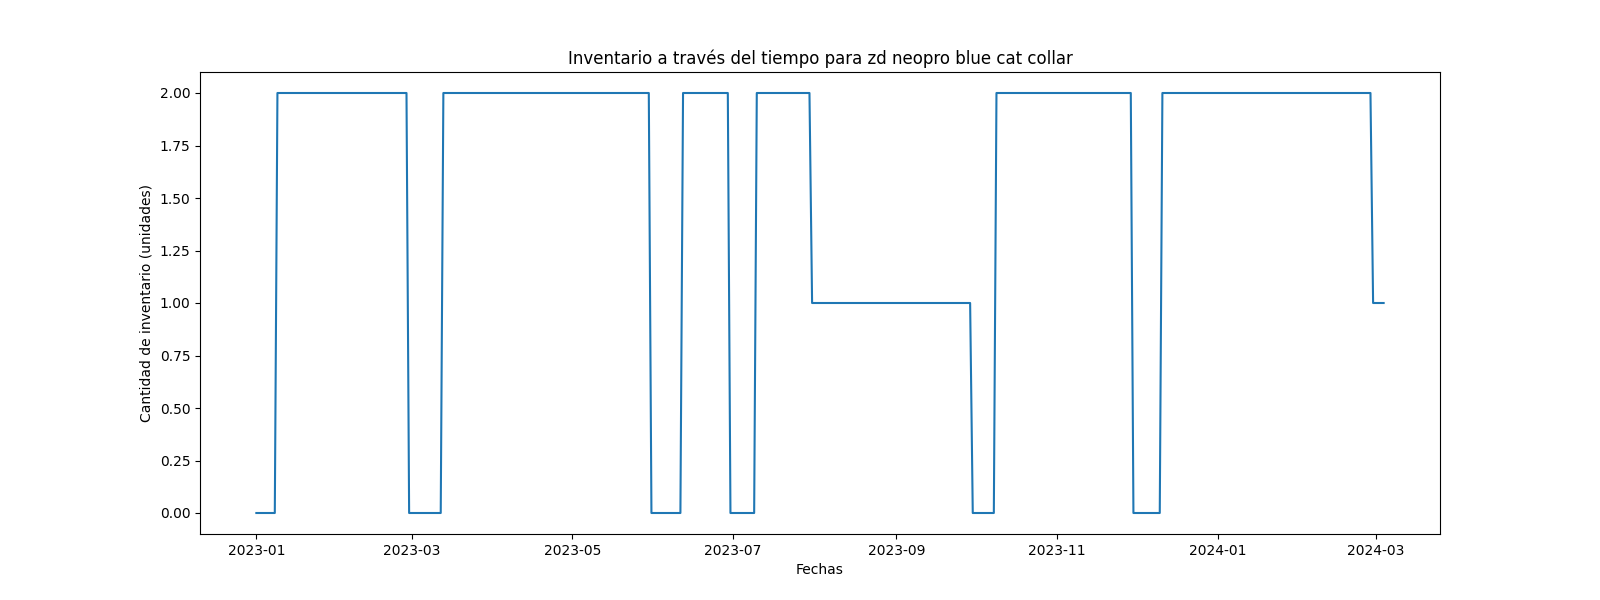 Inventario a través del tiempo para zd neopro blue cat collar
Cantidad de inventario (unidades)
2.00
1.75
1.50
1.25
1.00
0.75
0.50
0.25
0.00
2023-01 2023-03 2023-05 2023-07 2023-09 2023-11 2024-01 2024-03
Fechas